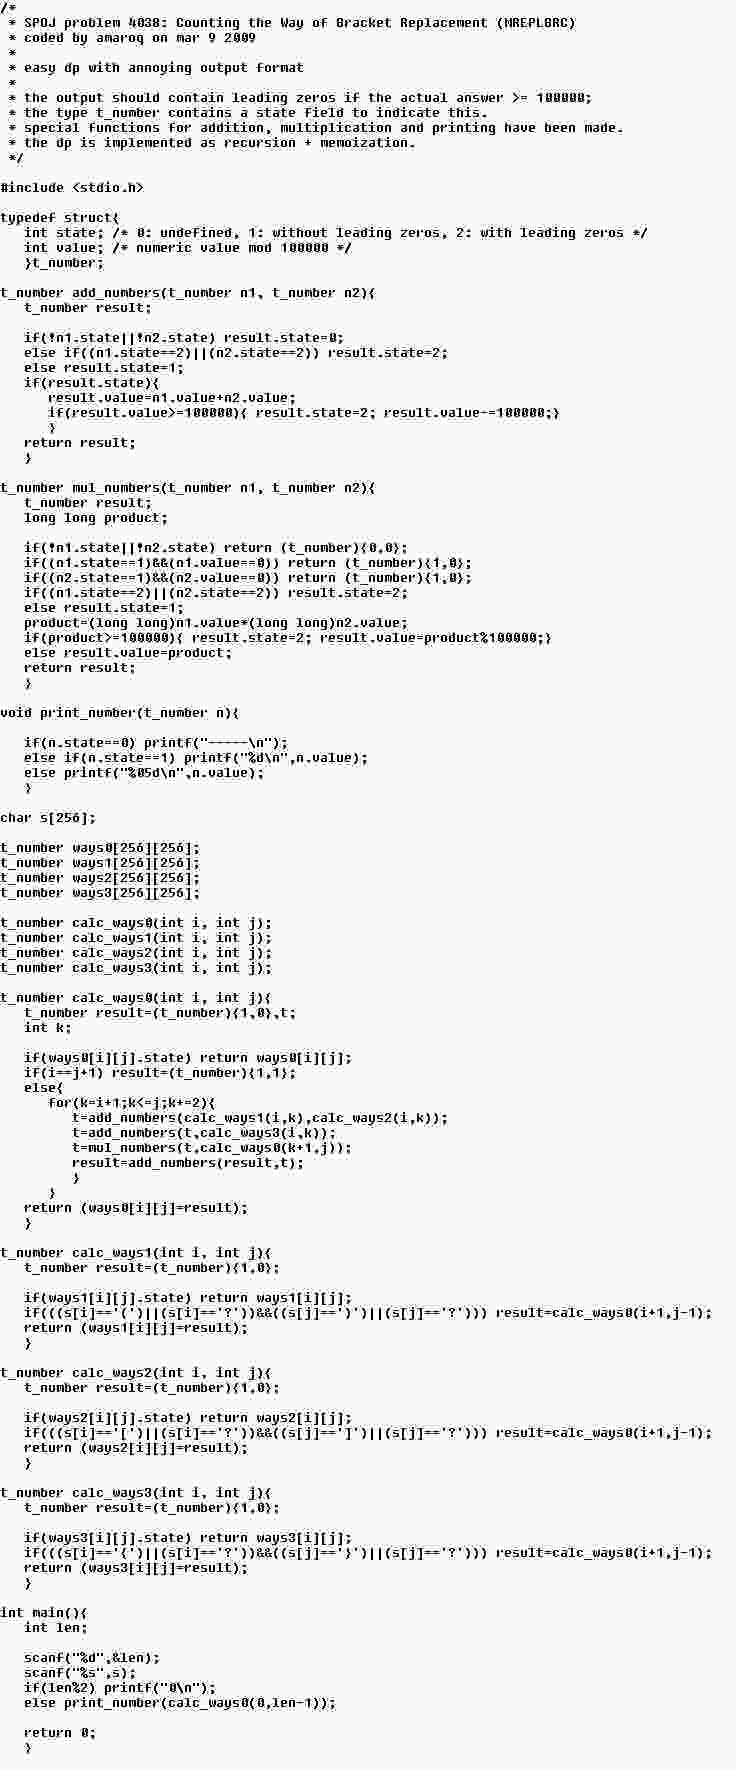 /*
 * SPOJ problem 4038: Counting the Way of Bracket Replacement (MREPLBRC)
 * coded by amaroq on mar 9 2009
 *
 * easy dp with annoying output format
 *
 * the output should contain leading zeros if the actual answer >= 100000;
 * the type t_number contains a state field to indicate this.
 * special functions for addition, multiplication and printing have been made.
 * the dp is implemented as recursion + memoization.
 */

#include <stdio.h>

typedef struct{
   int state; /* 0: undefined, 1: without leading zeros, 2: with leading zeros */
   int value; /* numeric value mod 100000 */
   }t_number;

t_number add_numbers(t_number n1, t_number n2){
   t_number result;

   if(!n1.state||!n2.state) result.state=0;
   else if((n1.state==2)||(n2.state==2)) result.state=2;
   else result.state=1;
   if(result.state){
      result.value=n1.value+n2.value;
      if(result.value>=100000){ result.state=2; result.value-=100000;}
      }
   return result;
   }

t_number mul_numbers(t_number n1, t_number n2){
   t_number result;
   long long product;

   if(!n1.state||!n2.state) return (t_number){0,0};
   if((n1.state==1)&&(n1.value==0)) return (t_number){1,0};
   if((n2.state==1)&&(n2.value==0)) return (t_number){1,0};
   if((n1.state==2)||(n2.state==2)) result.state=2;
   else result.state=1;
   product=(long long)n1.value*(long long)n2.value;
   if(product>=100000){ result.state=2; result.value=product%100000;}
   else result.value=product;
   return result;
   }

void print_number(t_number n){

   if(n.state==0) printf("-----\n");
   else if(n.state==1) printf("%d\n",n.value);
   else printf("%05d\n",n.value);
   }

char s[256];

t_number ways0[256][256];
t_number ways1[256][256];
t_number ways2[256][256];
t_number ways3[256][256];

t_number calc_ways0(int i, int j);
t_number calc_ways1(int i, int j);
t_number calc_ways2(int i, int j);
t_number calc_ways3(int i, int j);

t_number calc_ways0(int i, int j){
   t_number result=(t_number){1,0},t;
   int k;

   if(ways0[i][j].state) return ways0[i][j];
   if(i==j+1) result=(t_number){1,1};
   else{
      for(k=i+1;k<=j;k+=2){
         t=add_numbers(calc_ways1(i,k),calc_ways2(i,k));
         t=add_numbers(t,calc_ways3(i,k));
         t=mul_numbers(t,calc_ways0(k+1,j));
         result=add_numbers(result,t);
         }
      }
   return (ways0[i][j]=result);
   }

t_number calc_ways1(int i, int j){
   t_number result=(t_number){1,0};

   if(ways1[i][j].state) return ways1[i][j];
   if(((s[i]=='(')||(s[i]=='?'))&&((s[j]==')')||(s[j]=='?'))) result=calc_ways0(i+1,j-1);
   return (ways1[i][j]=result);
   }

t_number calc_ways2(int i, int j){
   t_number result=(t_number){1,0};

   if(ways2[i][j].state) return ways2[i][j];
   if(((s[i]=='[')||(s[i]=='?'))&&((s[j]==']')||(s[j]=='?'))) result=calc_ways0(i+1,j-1);
   return (ways2[i][j]=result);
   }

t_number calc_ways3(int i, int j){
   t_number result=(t_number){1,0};

   if(ways3[i][j].state) return ways3[i][j];
   if(((s[i]=='{')||(s[i]=='?'))&&((s[j]=='}')||(s[j]=='?'))) result=calc_ways0(i+1,j-1);
   return (ways3[i][j]=result);
   }

int main(){
   int len;

   scanf("%d",&len);
   scanf("%s",s);
   if(len%2) printf("0\n");
   else print_number(calc_ways0(0,len-1));

   return 0;
   }